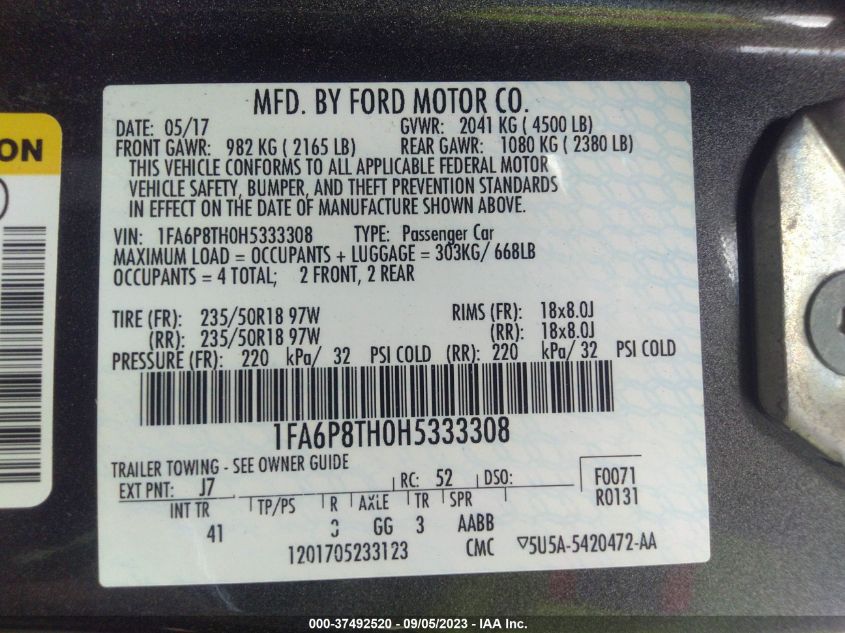 ON
MFD. BY FORD MOTOR CO.
DATE: 05/17 GVWR: 2041 KG ( 4500 LB)
FRONT GAWR: 982 KG ( 2165 LB) REAR GAWR: 1080 KG ( 2380 LB)
THIS VEHICLE CONFORMS TO ALL APPLICABLE FEDERAL MOTOR
VEHICLE SAFETY, BUMPER, AND THEFT PREVENTION STANDARDS
IN EFFECT ON THE DATE OF MANUFACTURE SHOWN ABOVE.
VIN: 1FA6P8TH0H5333308 TYPE: Passenger Car
MAXIMUM LOAD = OCCUPANTS + LUGGAGE = 303KG/ 668LB
OCCUPANTS = 4 TOTAL; 2 FRONT, 2 REAR
TIRE (FR): 235/50R18 97W RIMS (FR): 18x8.0J
(RR): 235/50R18 97W (RR): 18x8.0J
PRESSURE (FR): 220 kPa/ 32 PSI COLD (RR): 220 kPa/ 32 PSI COLD
1FA6P8TH0H5333308
TRAILER TOWING - SEE OWNER GUIDE
EXT PNT: J7 RC: 52 DSO: F0071
R0131
INT TR TP/PS R AXLE TR SPR
41 GG 3 AABB
1201705233123 CMC ▽5U5A-5420472-AA
000-37492520 - 09/05/2023 - IAA Inc.